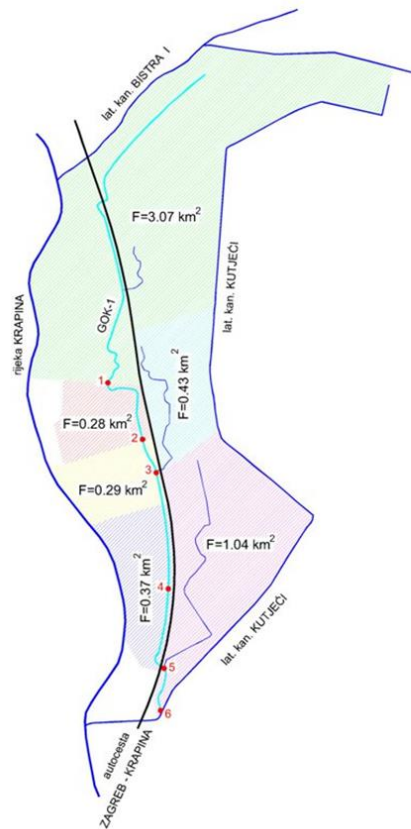 lat. kan. BISTRA I
F=3.07 km²
rijeka KRAPINA
GOK-1
lat. kan. KUTJEĆI
1
F=0.43 km²
F=0.28 km²
2
3
F=0.29 km²
F=1.04 km²
F=0.37 km²
4
lat. kan. KUTJEĆI
5
6
autocesta
ZAGREB - KRAPINA